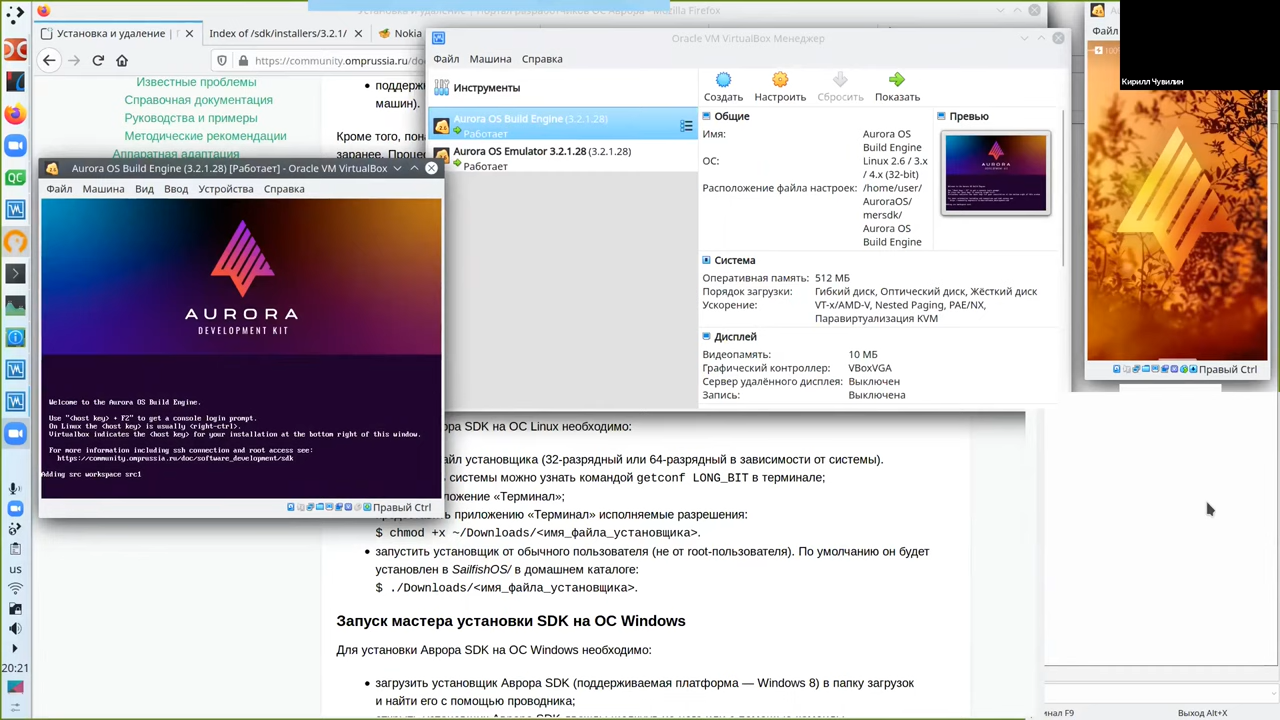 Установка и удаление | Портал разработчиков ОС Аврора — Mozilla Firefox
Установка и удаление |
Index of /sdk/installers/3.2.1/
Nokia
https://community.omprussia.ru/do
Известные проблемы
Справочная документация
Руководства и примеры
Методические рекомендации
Аппаратная адаптация
машин).
заранее.
Oracle VM VirtualBox Менеджер
Файл Машина Справка
Инструменты
Aurora OS Build Engine (3.2.1.28)
Работает
Aurora OS Emulator 3.2.1.28 (3.2.1.28)
Работает
Создать Настроить Сбросить Показать
Общие
Имя: Aurora OS
Build Engine
ОС: Linux 2.6 / 3.x
/ 4.x (32-bit)
Расположение файла настроек: /home/user/
AuroraOS/
mersdk/
Aurora OS
Build Engine
Превью
Система
Оперативная память: 512 МБ
Порядок загрузки: Гибкий диск, Оптический диск, Жёсткий диск
Ускорение: VT-x/AMD-V, Nested Paging, PAE/NX,
Паравиртуализация KVM
Дисплей
Видеопамять: 10 МБ
Графический контроллер: VBoxVGA
Сервер удалённого дисплея: Выключен
Запись: Выключена
Кирилл Чувилин
Файл
100%
Правый Ctrl
Aurora OS Build Engine (3.2.1.28) [Работает] - Oracle VM VirtualBox
Файл Машина Вид Ввод Устройства Справка
AURORA
DEVELOPMENT KIT
Welcome to the Aurora OS Build Engine.
Use "<host key> + F2" to get a console login prompt.
On Linux the <host key> is usually <right-ctrl>.
Virtualbox indicates the <host key> for your installation at the bottom right of this window.
For more information including ssh connection and root access see:
https://community.omprussia.ru/doc/software_development/sdk
Adding src workspace src1
Правый Ctrl
SDK на ОС Linux необходимо:
установщика (32-разрядный или 64-разрядный в зависимости от системы).
системы можно узнать командой getconf LONG_BIT в терминале;
«Терминал»;
приложению «Терминал» исполняемые разрешения:
$ chmod +x ~/Downloads/<имя_файла_установщика>.
• запустить установщик от обычного пользователя (не от root-пользователя). По умолчанию он будет
установлен в SailfishOS/ в домашнем каталоге:
$ ./Downloads/<имя_файла_установщика>.
Запуск мастера установки SDK на ОС Windows
Для установки Аврора SDK на ОС Windows необходимо:
• загрузить установщик Аврора SDK (поддерживаемая платформа — Windows 8) в папку загрузок
и найти его с помощью проводника;
us
20:21
F9
Выход Alt+X